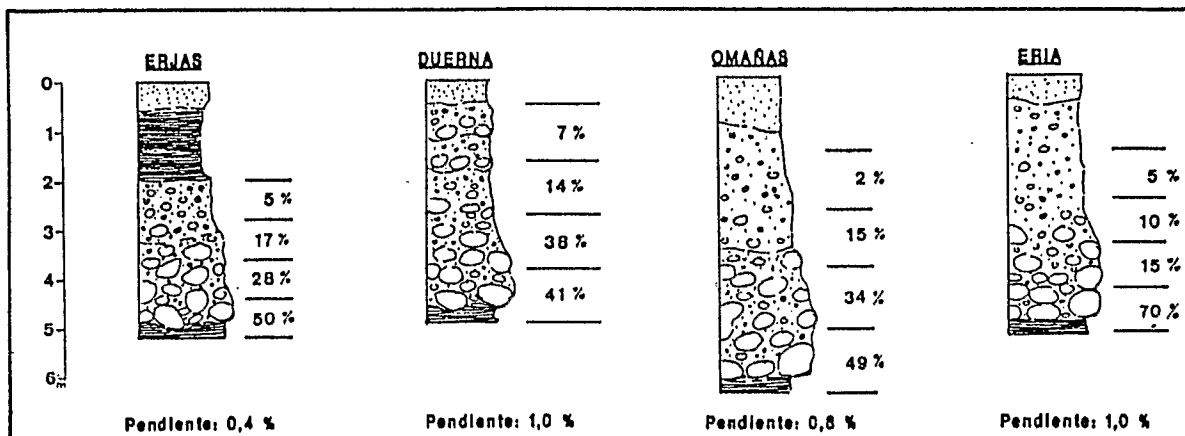 ERJAS
DUERNA
OMAÑAS
ERIA
0
1
2
3
4
5
6
m
5 %
17 %
28 %
50 %
7 %
14 %
38 %
41 %
2 %
15 %
34 %
49 %
5 %
10 %
15 %
70 %
Pendiente: 0,4 %
Pendiente: 1,0 %
Pendiente: 0,8 %
Pendiente: 1,0 %